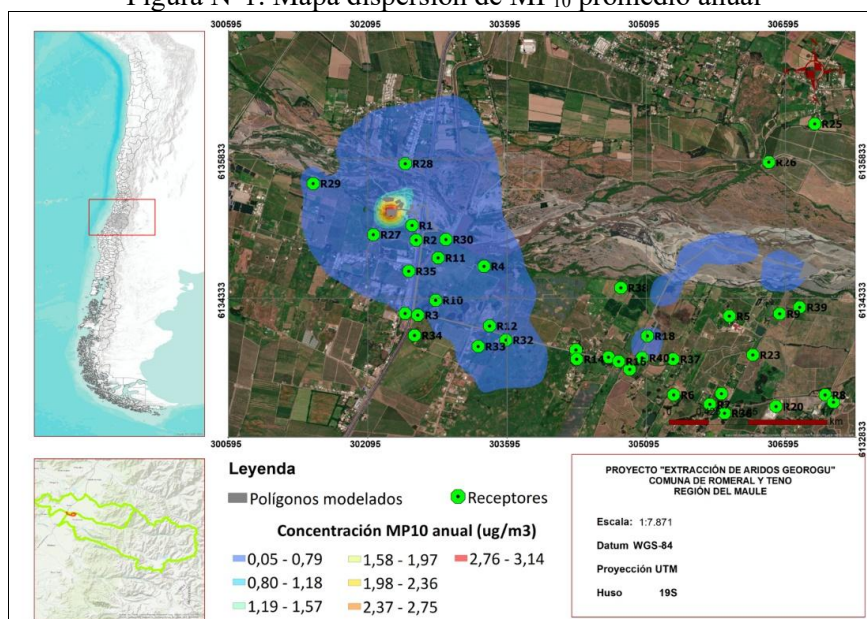 Figura N°1: Mapa dispersión de MP10 promedio anual
300595 302095 303595 305095 306595
6135833 6135833
6134333 6134333
6132833
R25
R26
R28
R29
R1
R27
R2
R30
R11
R4
R35
R38
R10
R39
R3
R5
R9
R12
R18
R34
R32
R33
R14
R16
R40
R37
R23
R6
R8
R7
R20
R36
km
300595 302095 303595 305095 306595
Leyenda
Polígonos modelados
Receptores
Concentración MP10 anual (ug/m3)
0,05 - 0,79
1,58 - 1,97
2,76 - 3,14
0,80 - 1,18
1,98 - 2,36
1,19 - 1,57
2,37 - 2,75
PROYECTO "EXTRACCIÓN DE ARIDOS GEOROGU"
COMUNA DE ROMERAL Y TENO
REGIÓN DEL MAULE
Escala: 1:7.871
Datum WGS-84
Proyección UTM
Huso 19S